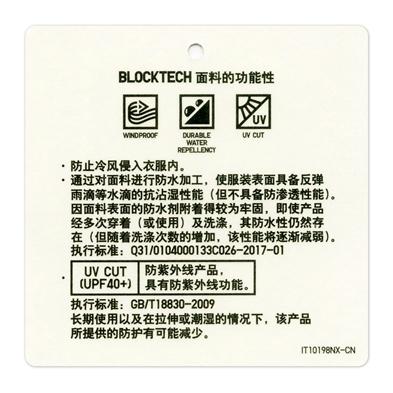 BLOCKTECH 面料的功能性
WINDPROOF
DURABLE
WATER
REPELLENCY
UV
UV CUT
・防止冷风侵入衣服内。
・通过对面料进行防水加工，使服装表面具备反弹
雨滴等水滴的抗沾湿性能（但不具备防渗透性能）。
因面料表面的防水剂附着得较为牢固，即使产品
经多次穿着（或使用）及洗涤，其防水性仍然存
在（但随着洗涤次数的增加，该性能将逐渐减弱）。
执行标准：Q31/0104000133C026-2017-01
・UV CUT (UPF40+) 防紫外线产品，
具有防紫外线功能。
执行标准：GB/T18830-2009
长期使用以及在拉伸或潮湿的情况下，该产品
所提供的防护有可能减少。
IT10198NX-CN